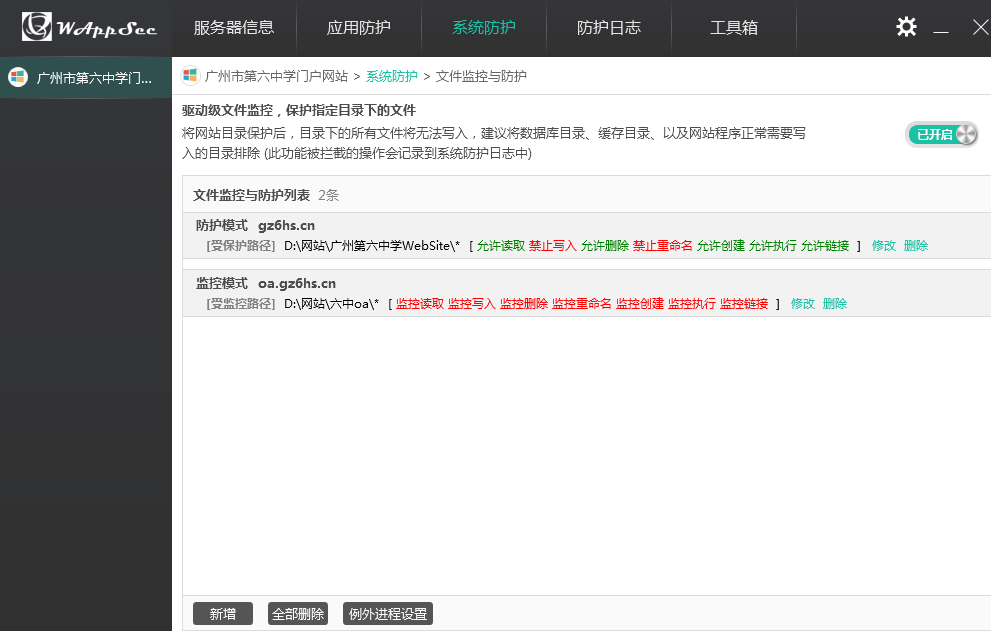 WAppSec
服务器信息 应用防护 系统防护 防护日志 工具箱
广州市第六中学门...
广州市第六中学门户网站 > 系统防护 > 文件监控与防护
驱动级文件监控，保护指定目录下的文件
将网站目录保护后，目录下的所有文件将无法写入，建议将数据库目录、缓存目录、以及网站程序正常需要写
入的目录排除 (此功能被拦截的操作会记录到系统防护日志中)
已开启
文件监控与防护列表 2条
防护模式 gz6hs.cn
[受保护路径] D:\网站\广州第六中学WebSite\* [ 允许读取 禁止写入 允许删除 禁止重命名 允许创建 允许执行 允许链接 ] 修改 删除
监控模式 oa.gz6hs.cn
[受监控路径] D:\网站\六中oa\* [ 监控读取 监控写入 监控删除 监控重命名 监控创建 监控执行 监控链接 ] 修改 删除
新增 全部删除 例外进程设置